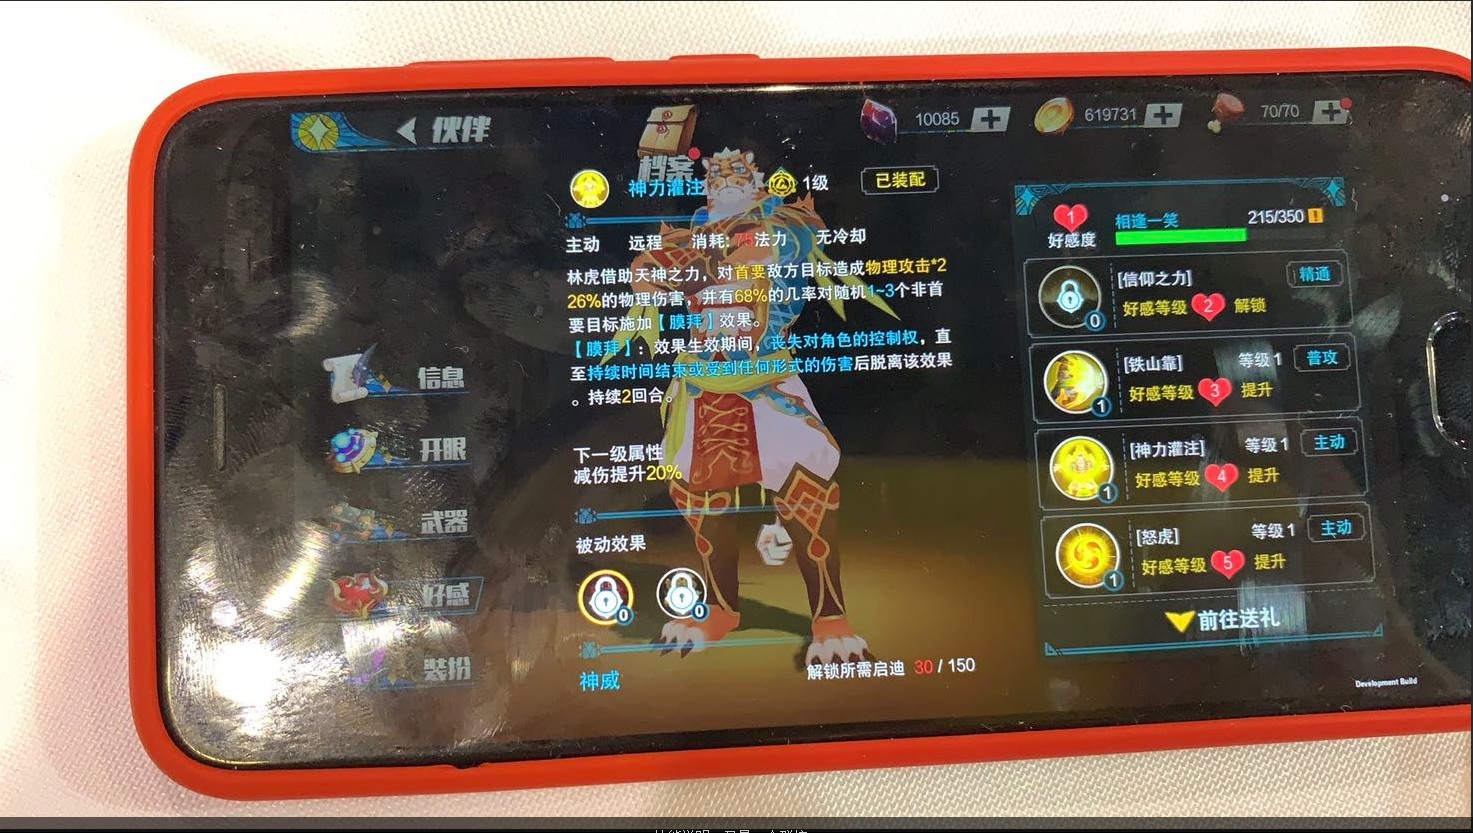 伙伴
10085
619731
70/70
档案
神力灌注
1级
已装配
主动 远程 消耗: 75法力 无冷却
林虎借助天神之力，对首要敌方目标造成物理攻击*2
26%的物理伤害，并有68%的几率对随机1~3个非首
要目标施加【膜拜】效果。
【膜拜】：效果生效期间，丧失对角色的控制权，直
至持续时间结束或受到任何形式的伤害后脱离该效果
。持续2回合。
下一级属性
减伤提升20%
被动效果
0
0
神威
解锁所需启迪 30 / 150
信息
开眼
武器
好感
装扮
1
好感度
相逢一笑
215/350
[信仰之力]
精通
好感等级 2 解锁
0
[铁山靠] 等级 1
普攻
好感等级 3 提升
1
[神力灌注] 等级 1
主动
好感等级 4 提升
1
[怒虎] 等级 1
主动
好感等级 5 提升
1
前往送礼
Development Build